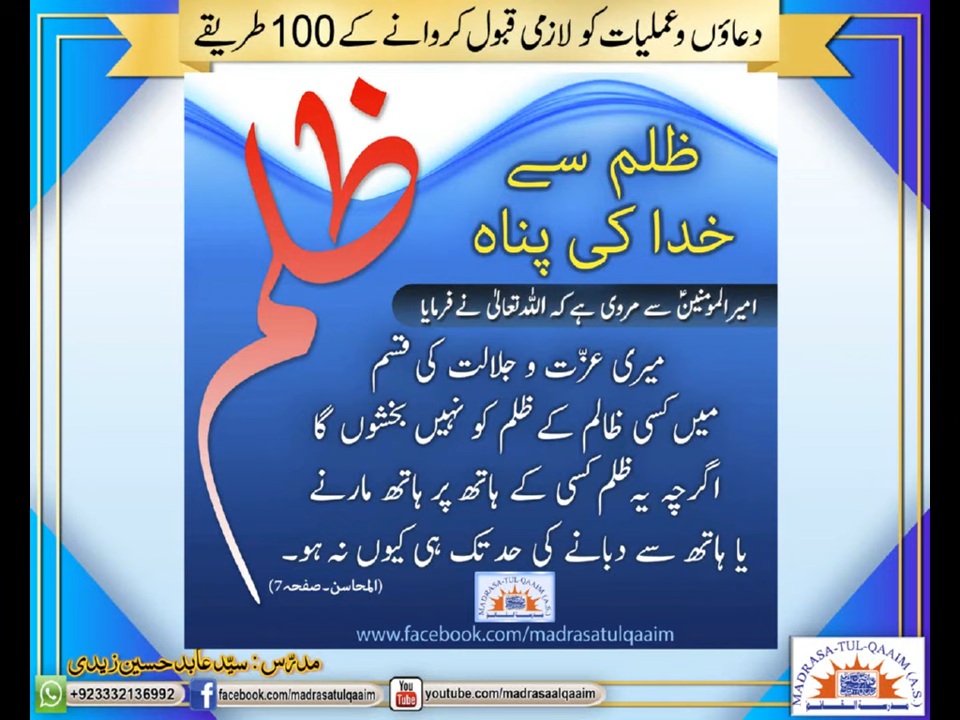 دعاؤں و عملیات کو لازمی قبول کروانے کے 100 طریقے
ظلم
ظلم سے
خدا کی پناہ
امیرالمومنینؑ سے مروی ہے کہ اللہ تعالیٰ نے فرمایا
میری عزّت و جلالت کی قسم
میں کسی ظالم کے ظلم کو نہیں بخشوں گا
اگرچہ یہ ظلم کسی کے ہاتھ پر ہاتھ مارنے
یا ہاتھ سے دبانے کی حد تک ہی کیوں نہ ہو۔
(المحاسن۔صفحہ 7)
MADRASA-TUL-QAAIM (A.S)
www.facebook.com/madrasatulqaaim
مدرّس : سیّد عابد حسین زیدی
+923332136992
facebook.com/madrasatulqaaim
You Tube
youtube.com/madrasaalqaaim
MADRASA-TUL-QAAIM (A.S)
مدرسۃ القائم